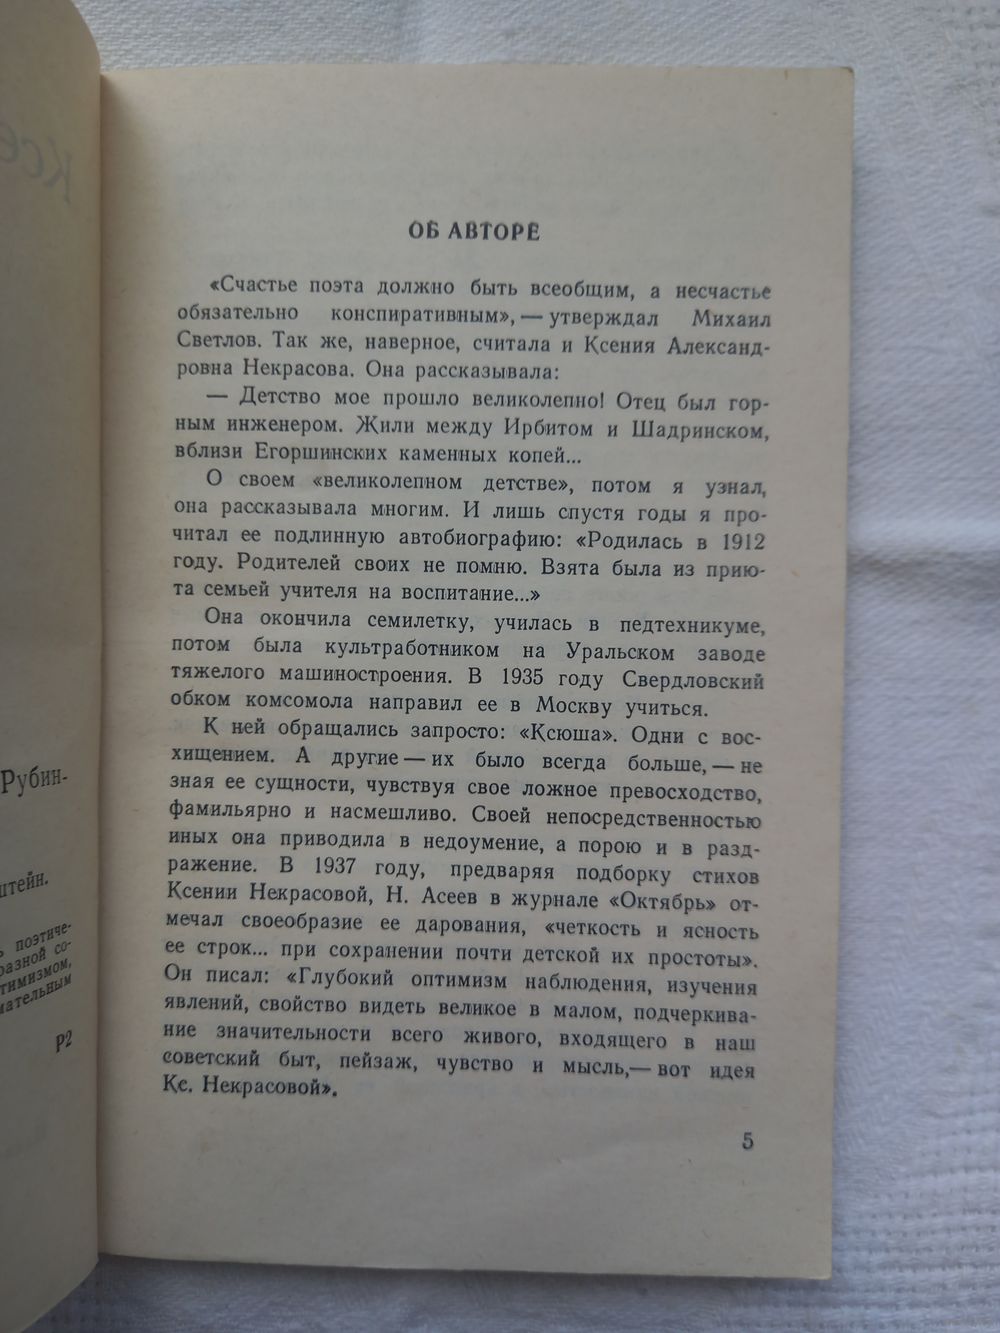 Ксе
Рубин-
штейн.
поэтиче-
разной со-
тимизмом,
мательным
Р2
ОБ АВТОРЕ
«Счастье поэта должно быть всеобщим, а несчастье
обязательно конспиративным», — утверждал Михаил
Светлов. Так же, наверное, считала и Ксения Александ-
ровна Некрасова. Она рассказывала:
— Детство мое прошло великолепно! Отец был гор-
ным инженером. Жили между Ирбитом и Шадринском,
вблизи Егоршинских каменных копей...
О своем «великолепном детстве», потом я узнал,
она рассказывала многим. И лишь спустя годы я про-
читал ее подлинную автобиографию: «Родилась в 1912
году. Родителей своих не помню. Взята была из прию-
та семьей учителя на воспитание...»
Она окончила семилетку, училась в педтехникуме,
потом была культработником на Уральском заводе
тяжелого машиностроения. В 1935 году Свердловский
обком комсомола направил ее в Москву учиться.
К ней обращались запросто: «Ксюша». Одни с вос-
хищением. А другие — их было всегда больше, — не
зная ее сущности, чувствуя свое ложное превосходство,
фамильярно и насмешливо. Своей непосредственностью
иных она приводила в недоумение, а порою и в разд-
ражение. В 1937 году, предваряя подборку стихов
Ксении Некрасовой, Н. Асеев в журнале «Октябрь» от-
мечал своеобразие ее дарования, «четкость и ясность
ее строк... при сохранении почти детской их простоты».
Он писал: «Глубокий оптимизм наблюдения, изучения
явлений, свойство видеть великое в малом, подчеркива-
ние значительности всего живого, входящего в наш
советский быт, пейзаж, чувство и мысль,— вот идея
Кс. Некрасовой».
5